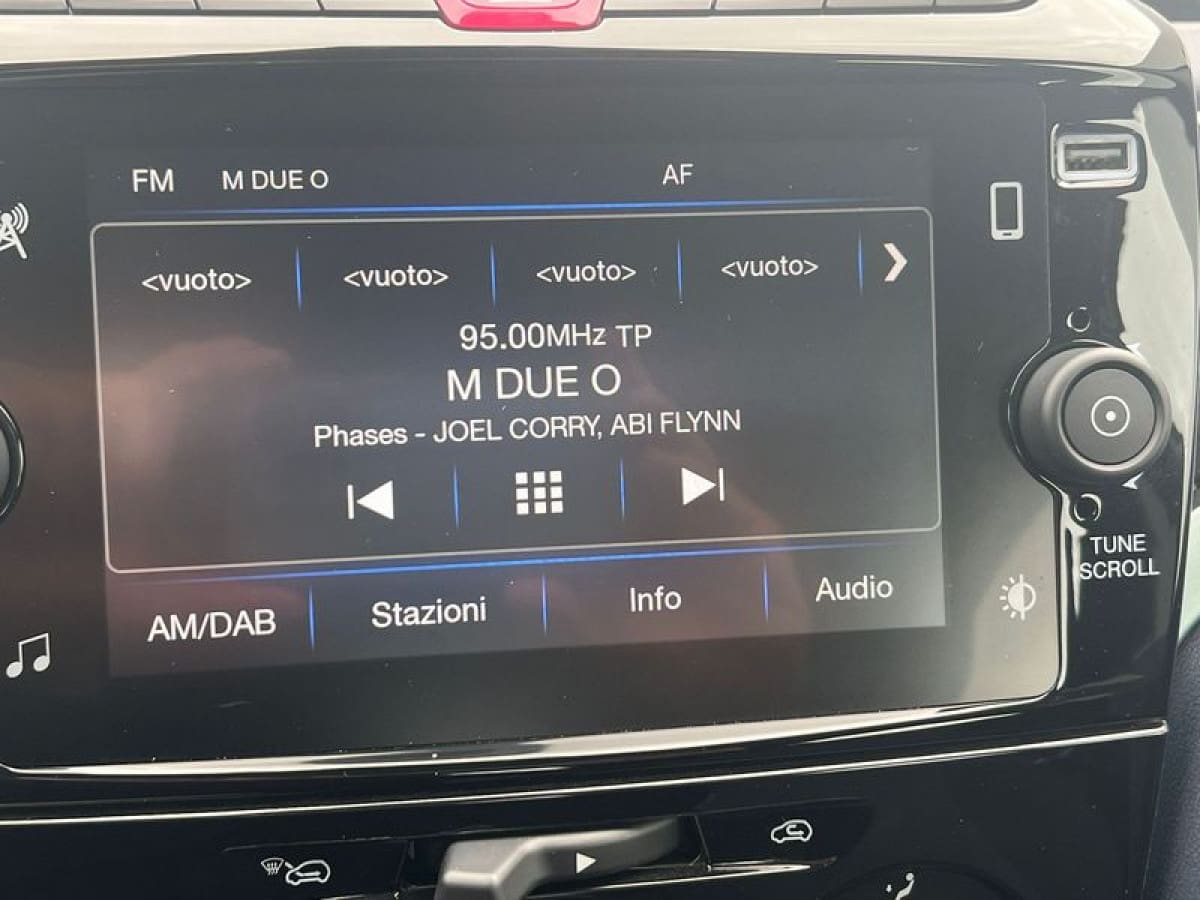 FM M DUE O AF
<vuoto> <vuoto> <vuoto> <vuoto>
95.00MHz TP
M DUE O
Phases - JOEL CORRY, ABI FLYNN
AM/DAB Stazioni Info Audio
TUNE
SCROLL